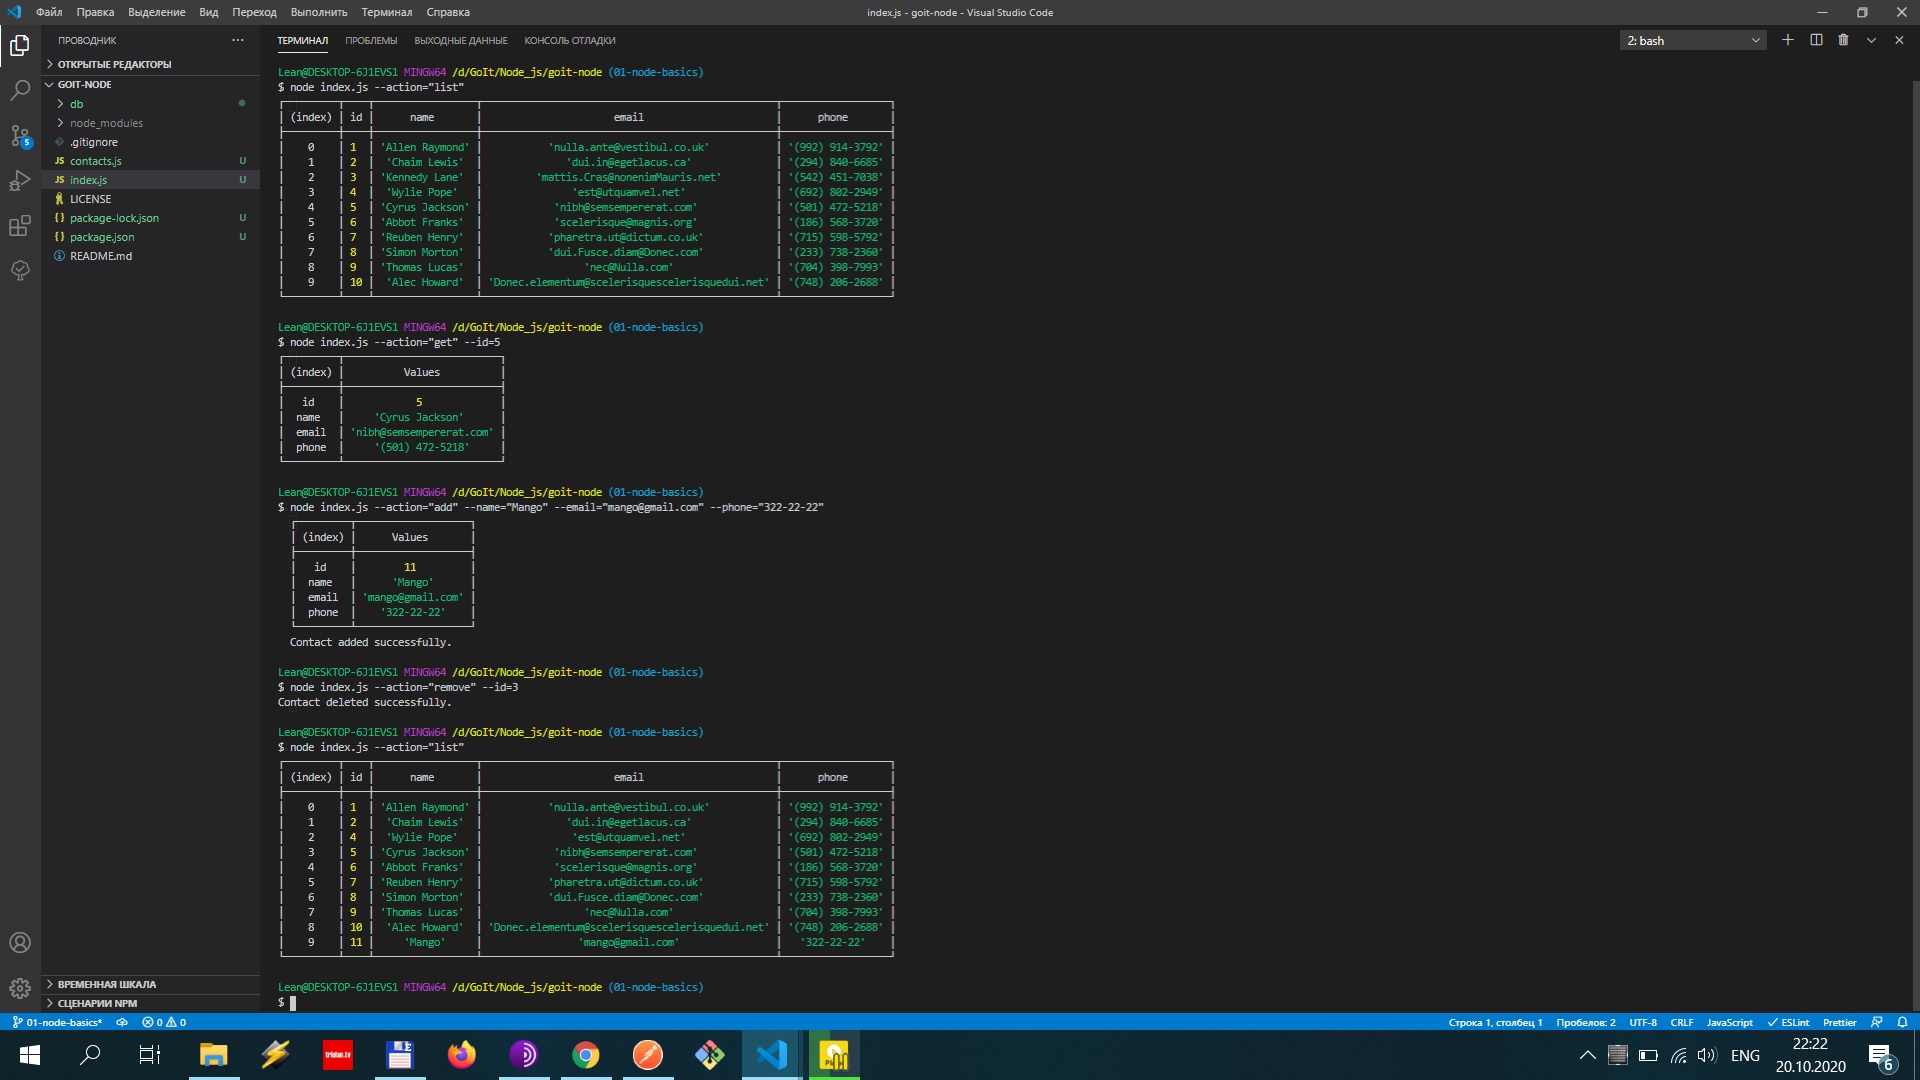 Файл Правка Выделение Вид Переход Выполнить Терминал Справка
index.js - goit-node - Visual Studio Code
ПРОВОДНИК
ОТКРЫТЫЕ РЕДАКТОРЫ
GOIT-NODE
db
node_modules
.gitignore
JS contacts.js U
JS index.js U
LICENSE
{} package-lock.json U
{} package.json U
README.md
5
ВРЕМЕННАЯ ШКАЛА
СЦЕНАРИИ NPM
ТЕРМИНАЛ ПРОБЛЕМЫ ВЫХОДНЫЕ ДАННЫЕ КОНСОЛЬ ОТЛАДКИ
2: bash
Lean@DESKTOP-6J1EVS1 MINGW64 /d/GoIt/Node_js/goit-node (01-node-basics)
$ node index.js --action="list"
(index) id name email phone
0 1 'Allen Raymond' 'nulla.ante@vestibul.co.uk' '(992) 914-3792'
1 2 'Chaim Lewis' 'dui.in@egetlacus.ca' '(294) 840-6685'
2 3 'Kennedy Lane' 'mattis.Cras@nonenimMauris.net' '(542) 451-7038'
3 4 'Wylie Pope' 'est@utquamvel.net' '(692) 802-2949'
4 5 'Cyrus Jackson' 'nibh@semsempererat.com' '(501) 472-5218'
5 6 'Abbot Franks' 'scelerisque@magnis.org' '(186) 568-3720'
6 7 'Reuben Henry' 'pharetra.ut@dictum.co.uk' '(715) 598-5792'
7 8 'Simon Morton' 'dui.Fusce.diam@Donec.com' '(233) 738-2360'
8 9 'Thomas Lucas' 'nec@Nulla.com' '(704) 398-7993'
9 10 'Alec Howard' 'Donec.elementum@scelerisquescelerisquedui.net' '(748) 206-2688'
Lean@DESKTOP-6J1EVS1 MINGW64 /d/GoIt/Node_js/goit-node (01-node-basics)
$ node index.js --action="get" --id=5
(index) Values
id 5
name 'Cyrus Jackson'
email 'nibh@semsempererat.com'
phone '(501) 472-5218'
Lean@DESKTOP-6J1EVS1 MINGW64 /d/GoIt/Node_js/goit-node (01-node-basics)
$ node index.js --action="add" --name="Mango" --email="mango@gmail.com" --phone="322-22-22"
(index) Values
id 11
name 'Mango'
email 'mango@gmail.com'
phone '322-22-22'
Contact added successfully.
Lean@DESKTOP-6J1EVS1 MINGW64 /d/GoIt/Node_js/goit-node (01-node-basics)
$ node index.js --action="remove" --id=3
Contact deleted successfully.
Lean@DESKTOP-6J1EVS1 MINGW64 /d/GoIt/Node_js/goit-node (01-node-basics)
$ node index.js --action="list"
(index) id name email phone
0 1 'Allen Raymond' 'nulla.ante@vestibul.co.uk' '(992) 914-3792'
1 2 'Chaim Lewis' 'dui.in@egetlacus.ca' '(294) 840-6685'
2 4 'Wylie Pope' 'est@utquamvel.net' '(692) 802-2949'
3 5 'Cyrus Jackson' 'nibh@semsempererat.com' '(501) 472-5218'
4 6 'Abbot Franks' 'scelerisque@magnis.org' '(186) 568-3720'
5 7 'Reuben Henry' 'pharetra.ut@dictum.co.uk' '(715) 598-5792'
6 8 'Simon Morton' 'dui.Fusce.diam@Donec.com' '(233) 738-2360'
7 9 'Thomas Lucas' 'nec@Nulla.com' '(704) 398-7993'
8 10 'Alec Howard' 'Donec.elementum@scelerisquescelerisquedui.net' '(748) 206-2688'
9 11 'Mango' 'mango@gmail.com' '322-22-22'
Lean@DESKTOP-6J1EVS1 MINGW64 /d/GoIt/Node_js/goit-node (01-node-basics)
$
01-node-basics* 0 0
Строка 1, столбец 1 Пробелов: 2 UTF-8 CRLF JavaScript ESLint Prettier
ENG
22:22
20.10.2020
6